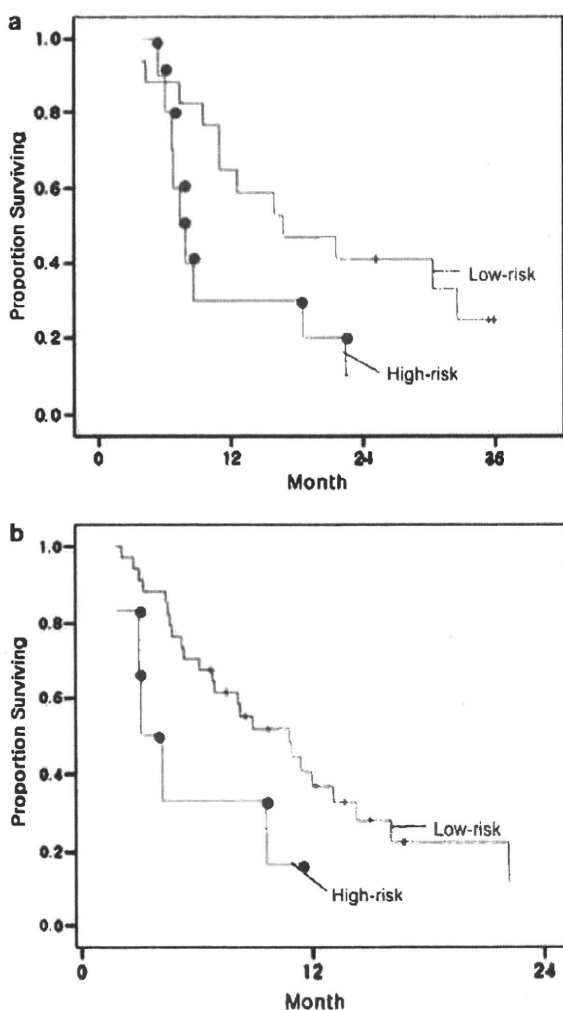 a
Proportion Surviving
1.0
0.8
0.6
0.4
0.2
0.0
Low-risk
High-risk
0 12 24 36
Month
b
Proportion Surviving
1.0
0.8
0.6
0.4
0.2
0.0
Low-risk
High-risk
0 12 24
Month